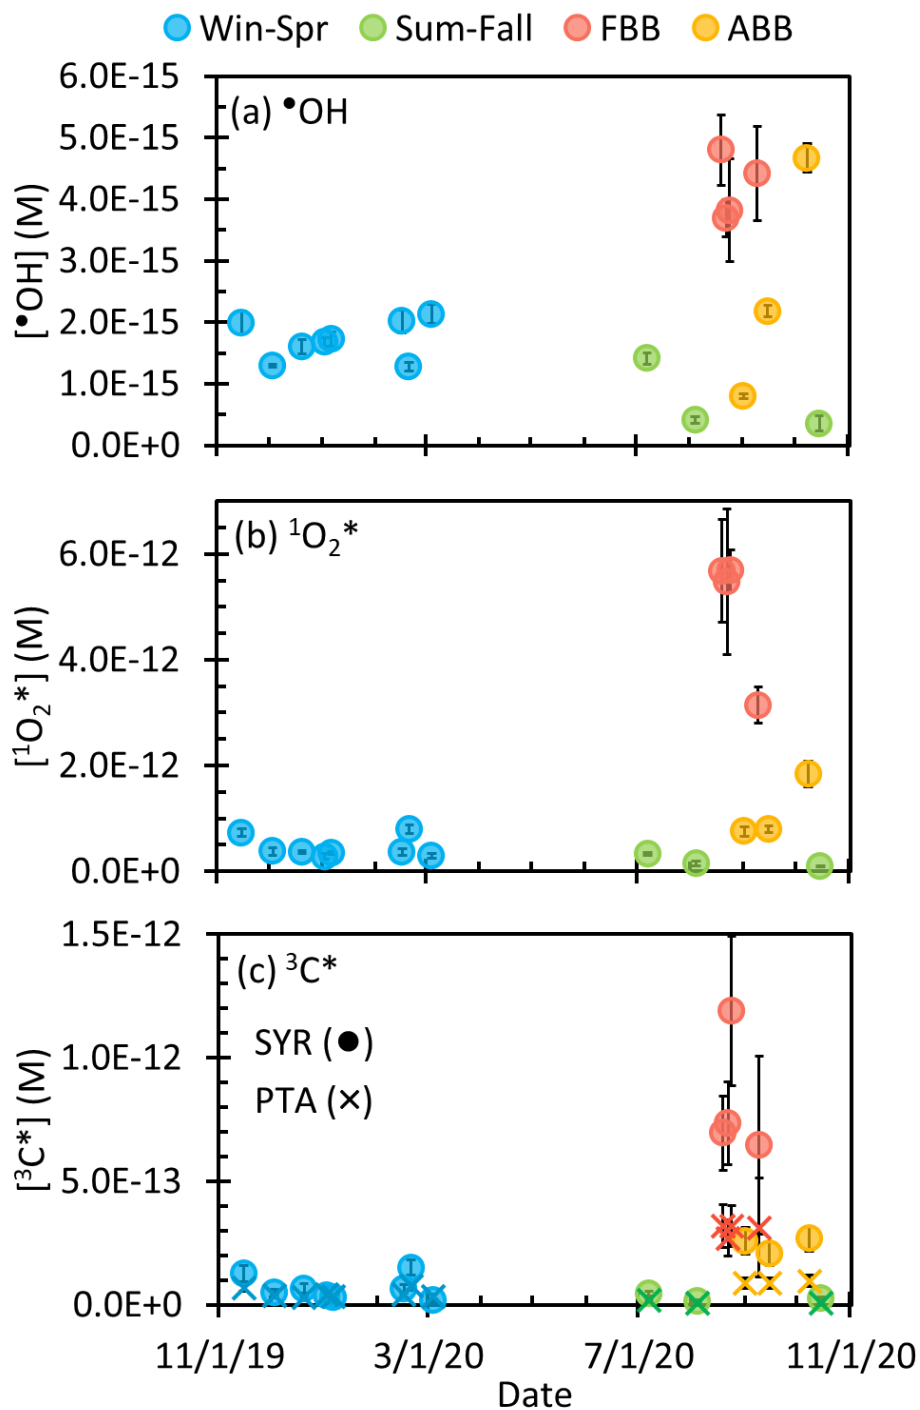 Win-Spr Sum-Fall FBB ABB
(a) •OH
6.0E-15
5.0E-15
4.0E-15
3.0E-15
2.0E-15
1.0E-15
0.0E+0
[•OH] (M)
(b) ¹O₂*
6.0E-12
4.0E-12
2.0E-12
0.0E+0
[¹O₂*] (M)
(c) ³C*
SYR (●)
PTA (×)
1.5E-12
1.0E-12
5.0E-13
0.0E+0
[³C*] (M)
11/1/19 3/1/20 7/1/20 11/1/20
Date